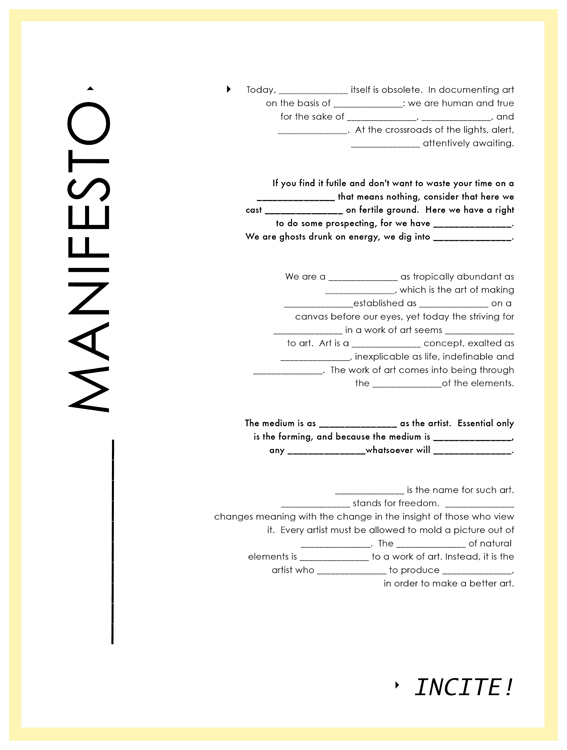 MANIFESTO
Today, ______________ itself is obsolete. In documenting art
on the basis of ______________: we are human and true
for the sake of ______________, ______________, and
______________. At the crossroads of the lights, alert,
______________ attentively awaiting.
If you find it futile and don't want to waste your time on a
______________ that means nothing, consider that here we
cast ______________ on fertile ground. Here we have a right
to do some prospecting, for we have ______________.
We are ghosts drunk on energy, we dig into ______________.
We are a ______________ as tropically abundant as
______________, which is the art of making
______________established as ______________ on a
canvas before our eyes, yet today the striving for
______________ in a work of art seems ______________
to art. Art is a ______________ concept, exalted as
______________, inexplicable as life, indefinable and
______________. The work of art comes into being through
the ______________of the elements.
The medium is as ______________ as the artist. Essential only
is the forming, and because the medium is ______________,
any ______________whatsoever will ______________.
______________ is the name for such art.
______________ stands for freedom. ______________
changes meaning with the change in the insight of those who view
it. Every artist must be allowed to mold a picture out of
______________. The ______________ of natural
elements is ______________ to a work of art. Instead, it is the
artist who ______________ to produce ______________,
in order to make a better art.
INCITE!